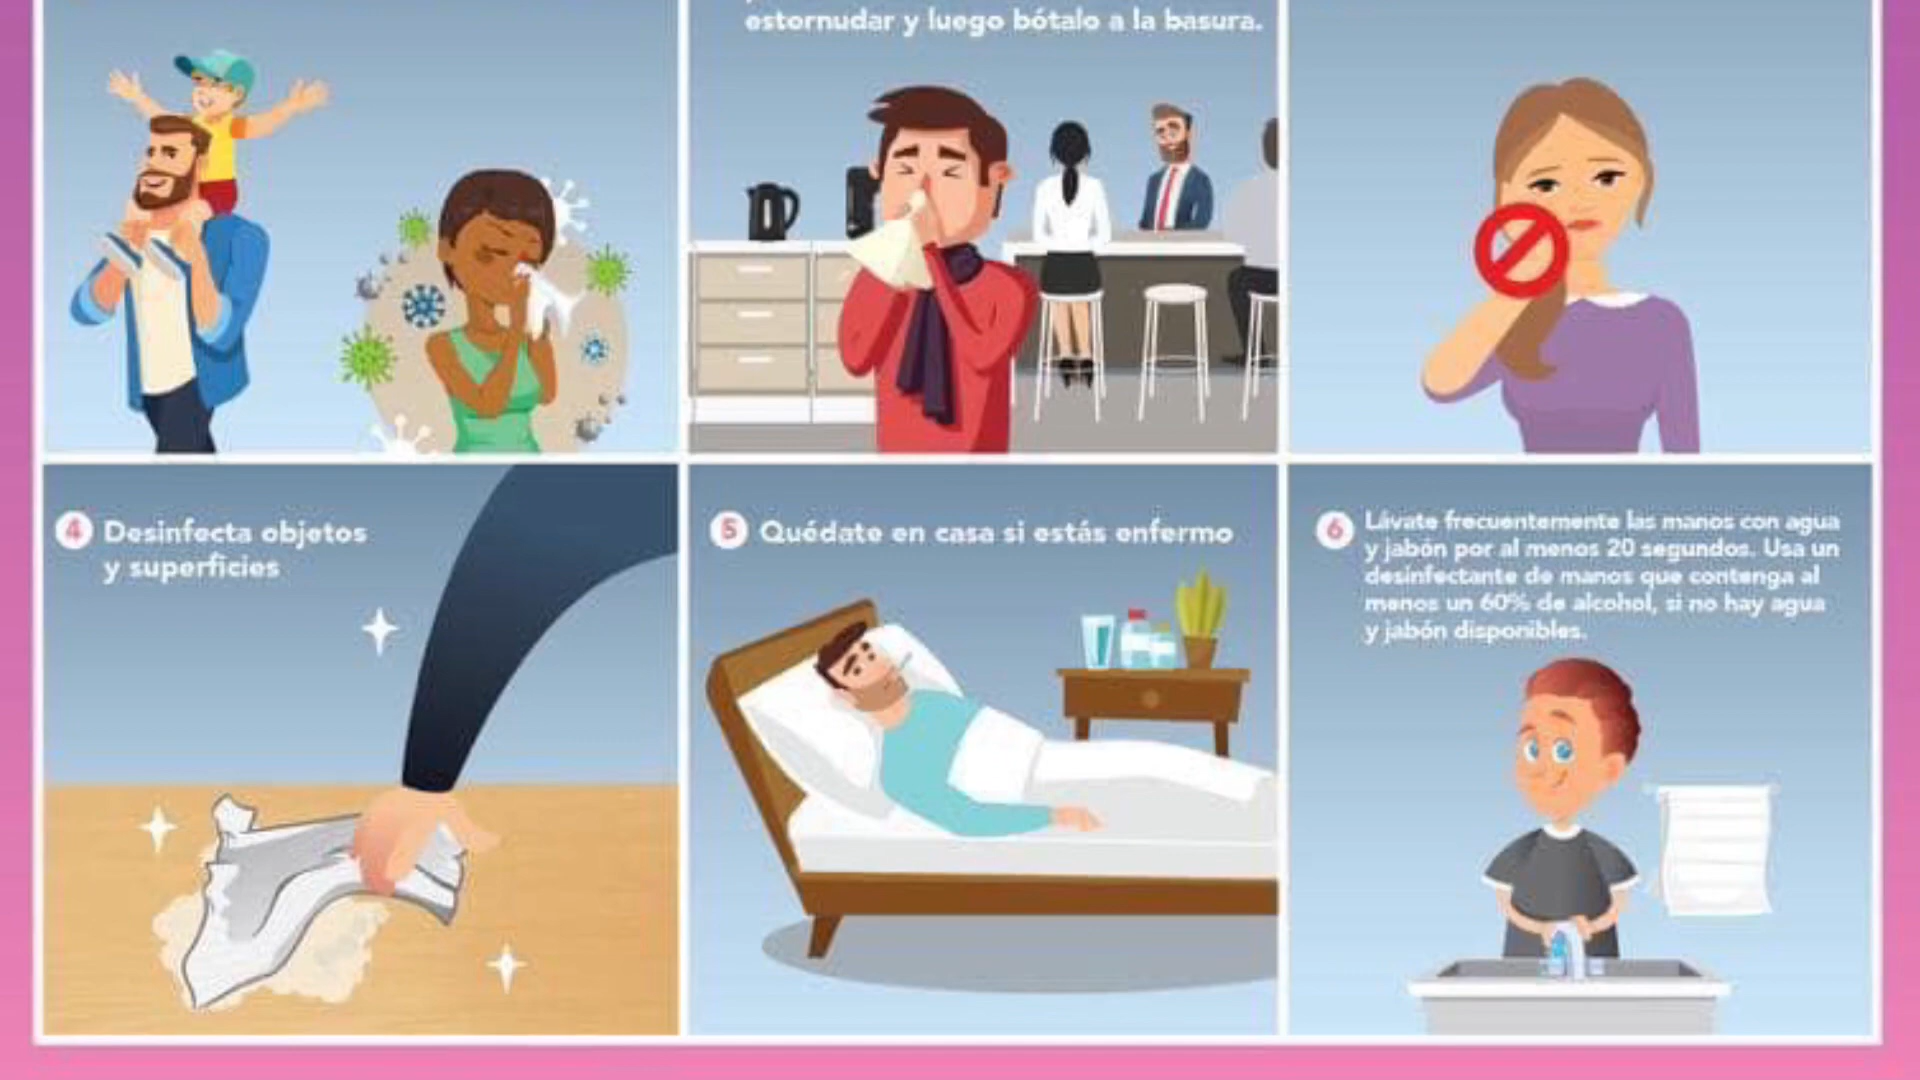 estornudar y luego bótalo a la basura.
4 Desinfecta objetos
y superficies
5 Quédate en casa si estás enfermo
6 Lávate frecuentemente las manos con agua
y jabón por al menos 20 segundos. Usa un
desinfectante de manos que contenga al
menos un 60% de alcohol, si no hay agua
y jabón disponibles.